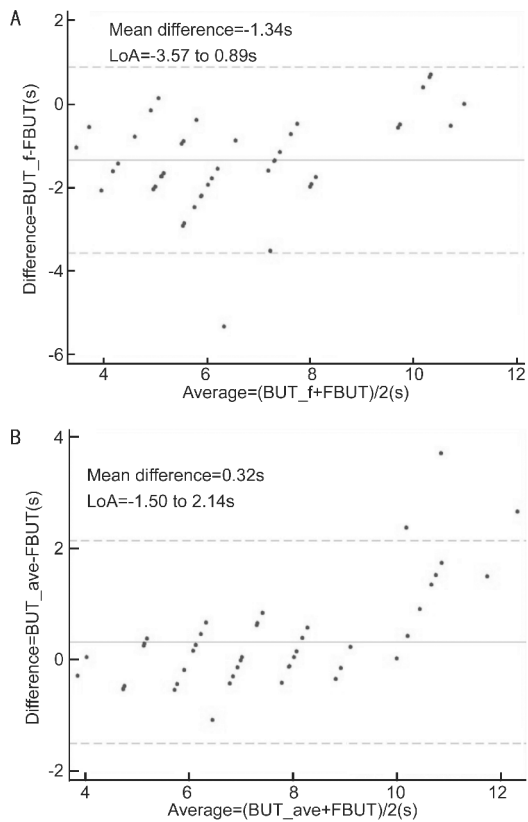 A
Mean difference=-1.34s
LoA=-3.57 to 0.89s
Difference=BUT_f-FBUT(s)
2
0
-2
-4
-6
4 6 8 10 12
Average=(BUT_f+FBUT)/2(s)
B
Mean difference=0.32s
LoA=-1.50 to 2.14s
Difference=BUT_ave-FBUT(s)
4
2
0
-2
4 6 8 10 12
Average=(BUT_ave+FBUT)/2(s)